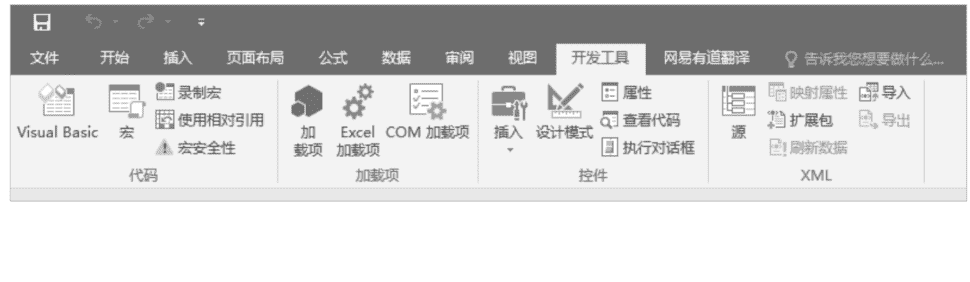 文件 开始 插入 页面布局 公式 数据 审阅 视图 开发工具 网易有道翻译 告诉我您想要做什么...
Visual Basic
宏
录制宏
使用相对引用
宏安全性
代码
加
载项
Excel
加载项
COM 加载项
加载项
插入
设计模式
属性
查看代码
执行对话框
控件
源
映射属性
扩展包
刷新数据
导入
导出
XML